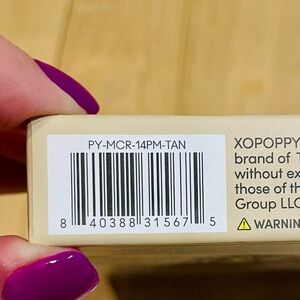 PY-MCR-14PM-TAN
8 40388 31567 5
XOPOPPY
brand of T
without ex
those of th
Group LLC
⚠ WARNIN